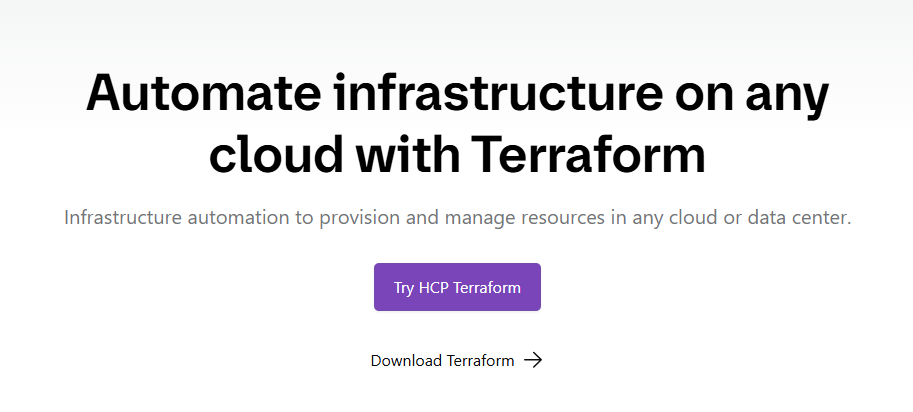 Automate infrastructure on any
cloud with Terraform
Infrastructure automation to provision and manage resources in any cloud or data center.
Try HCP Terraform
Download Terraform